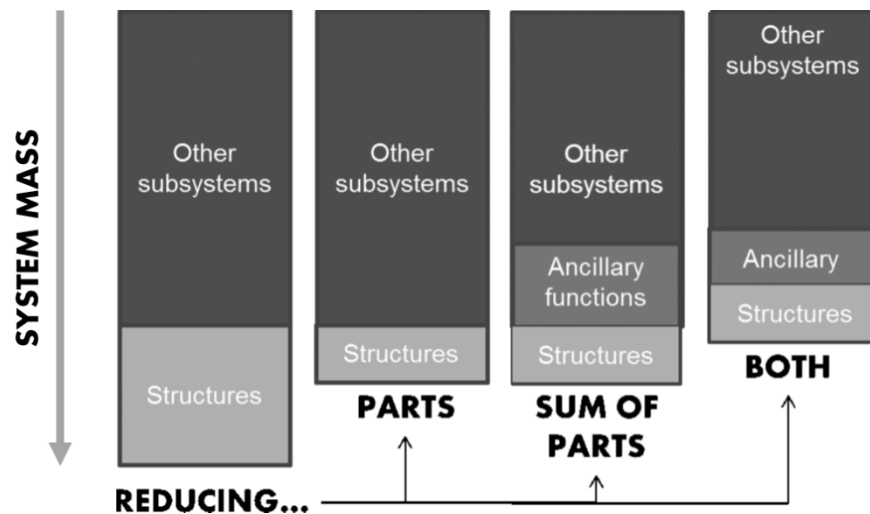 SYSTEM MASS
Other
subsystems
Structures
Other
subsystems
Structures
PARTS
Other
subsystems
Ancillary
functions
Structures
SUM OF
PARTS
Other
subsystems
Ancillary
Structures
BOTH
REDUCING...